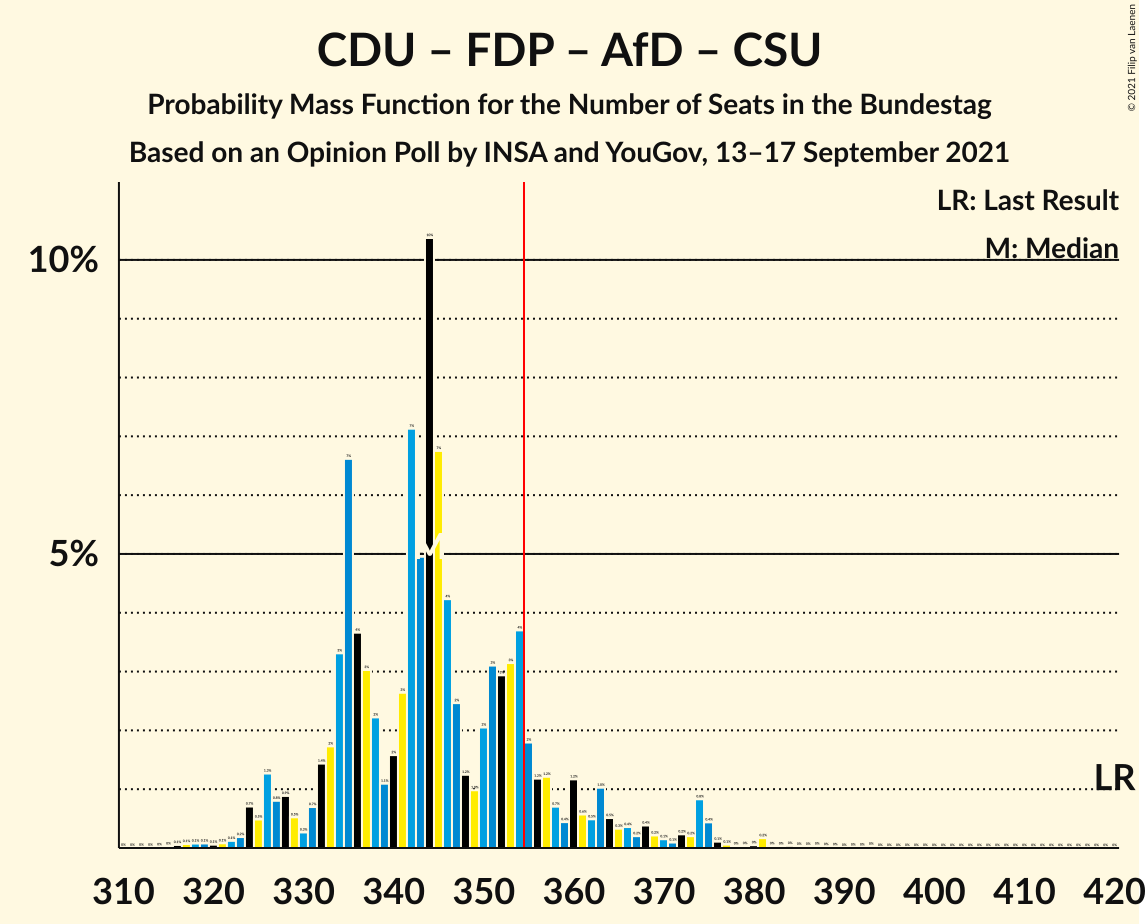 CDU – FDP – AfD – CSU
Probability Mass Function for the Number of Seats in the Bundestag
Based on an Opinion Poll by INSA and YouGov, 13–17 September 2021
© 2021 Filip van Laenen
LR: Last Result
M: Median
10%
5%
M
LR
310 320 330 340 350 360 370 380 390 400 410 420